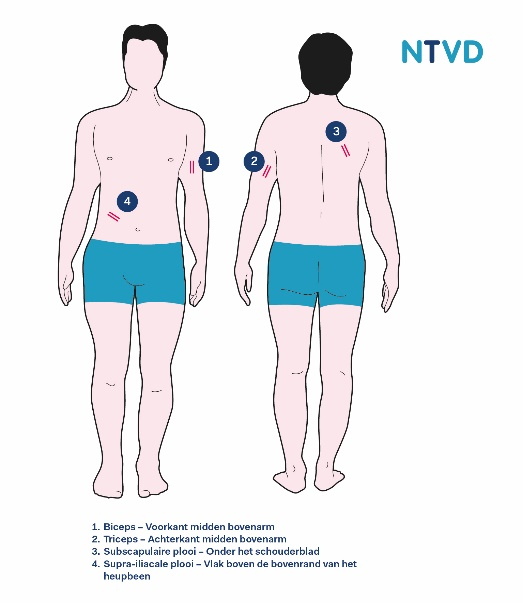 NTVD
1
2
3
4
1. Biceps – Voorkant midden bovenarm
2. Triceps – Achterkant midden bovenarm
3. Subscapulaire plooi – Onder het schouderblad
4. Supra-iliacale plooi – Vlak boven de bovenrand van het
heupbeen